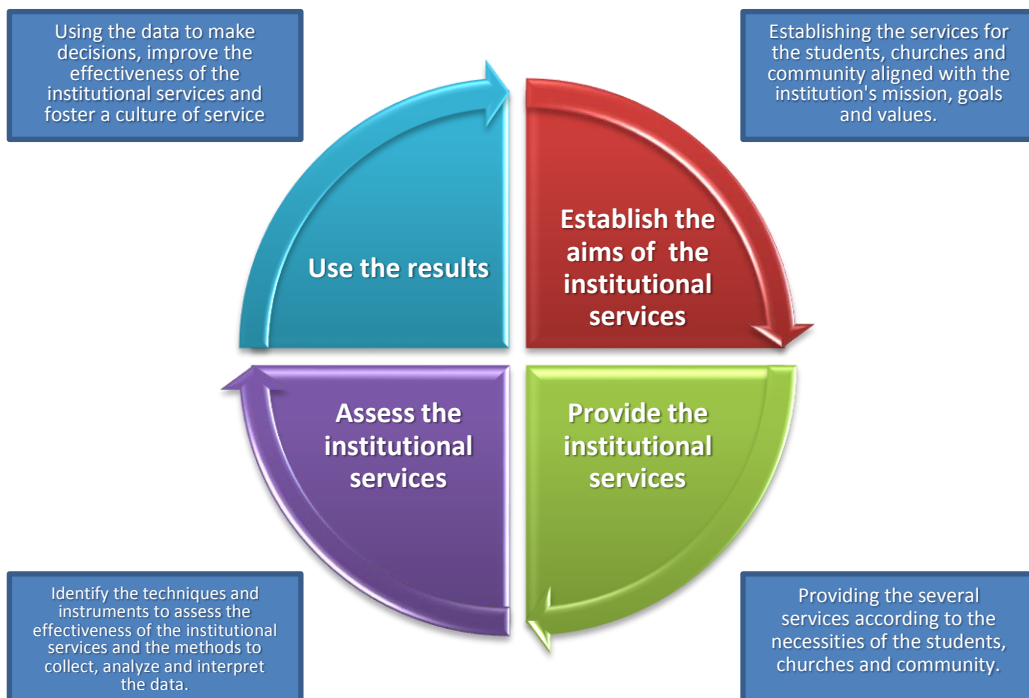 Using the data to make
decisions, improve the
effectiveness of the
institutional services and
foster a culture of service
Establishing the services for
the students, churches and
community aligned with the
institution's mission, goals
and values.
Use the results
Establish the
aims of the
institutional
services
Assess the
institutional
services
Provide the
institutional
services
Identify the techniques and
instruments to assess the
effectiveness of the institutional
services and the methods to
collect, analyze and interpret
the data.
Providing the several
services according to the
necessities of the students,
churches and community.